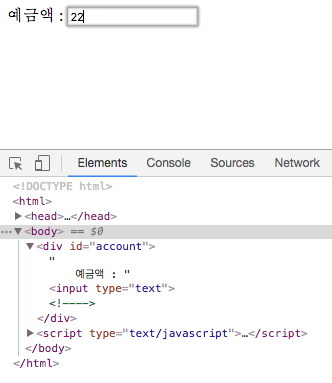 예금액 : 22
Elements Console Sources Network
<!DOCTYPE html>
<html>
▶<head>…</head>
…▼<body> == $0
▼<div id="account">
"
예금액 : "
<input type="text">
<!---->
</div>
▶<script type="text/javascript">…</script>
</body>
</html>